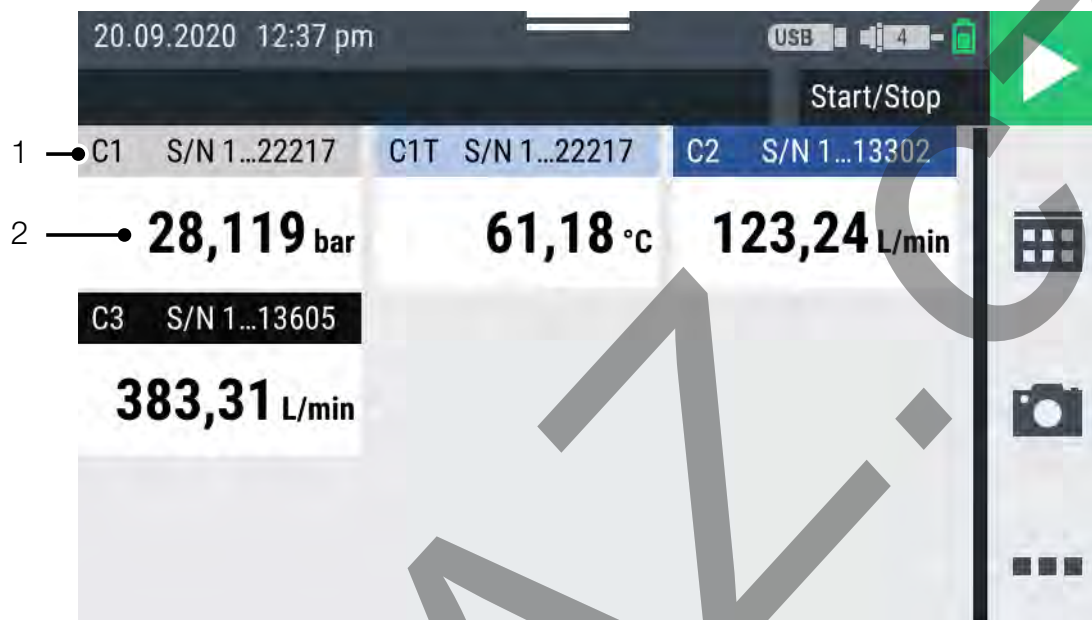 20.09.2020 12:37 pm USB 4
Start/Stop
1 C1 S/N 1...22217 C1T S/N 1...22217 C2 S/N 1...13302
2 28,119 bar 61,18 °C 123,24 L/min
C3 S/N 1...13605
383,31 L/min